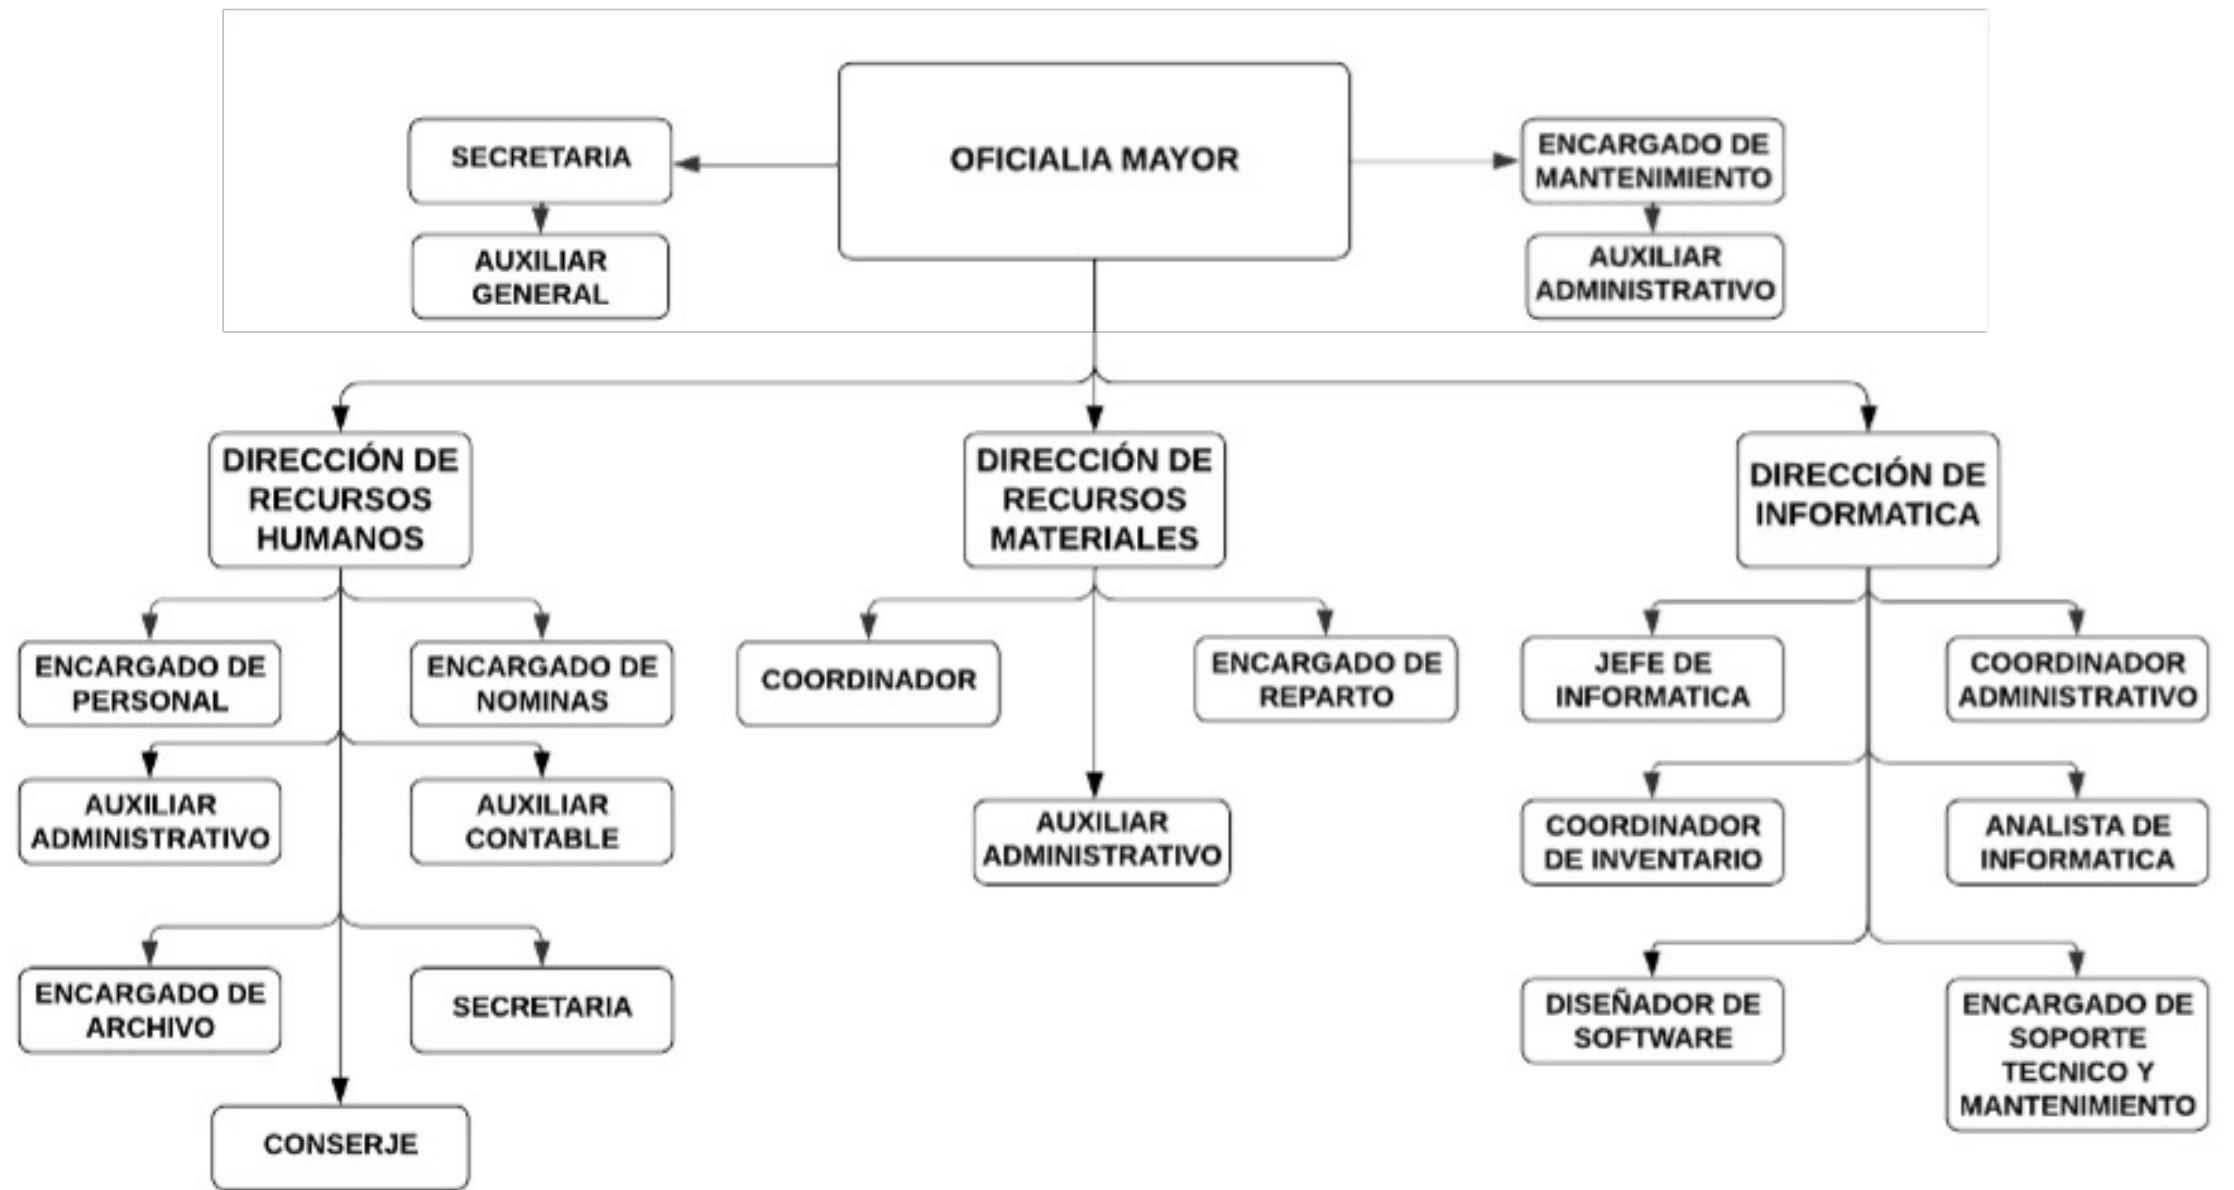 SECRETARIA
OFICIALIA MAYOR
ENCARGADO DE
MANTENIMIENTO
AUXILIAR
GENERAL
AUXILIAR
ADMINISTRATIVO
DIRECCIÓN DE
RECURSOS
HUMANOS
DIRECCIÓN DE
RECURSOS
MATERIALES
DIRECCIÓN DE
INFORMATICA
ENCARGADO DE
PERSONAL
ENCARGADO DE
NOMINAS
COORDINADOR
ENCARGADO DE
REPARTO
JEFE DE
INFORMATICA
COORDINADOR
ADMINISTRATIVO
AUXILIAR
ADMINISTRATIVO
AUXILIAR
CONTABLE
AUXILIAR
ADMINISTRATIVO
COORDINADOR
DE INVENTARIO
ANALISTA DE
INFORMATICA
ENCARGADO DE
ARCHIVO
SECRETARIA
DISEÑADOR DE
SOFTWARE
ENCARGADO DE
SOPORTE
TECNICO Y
MANTENIMIENTO
CONSERJE